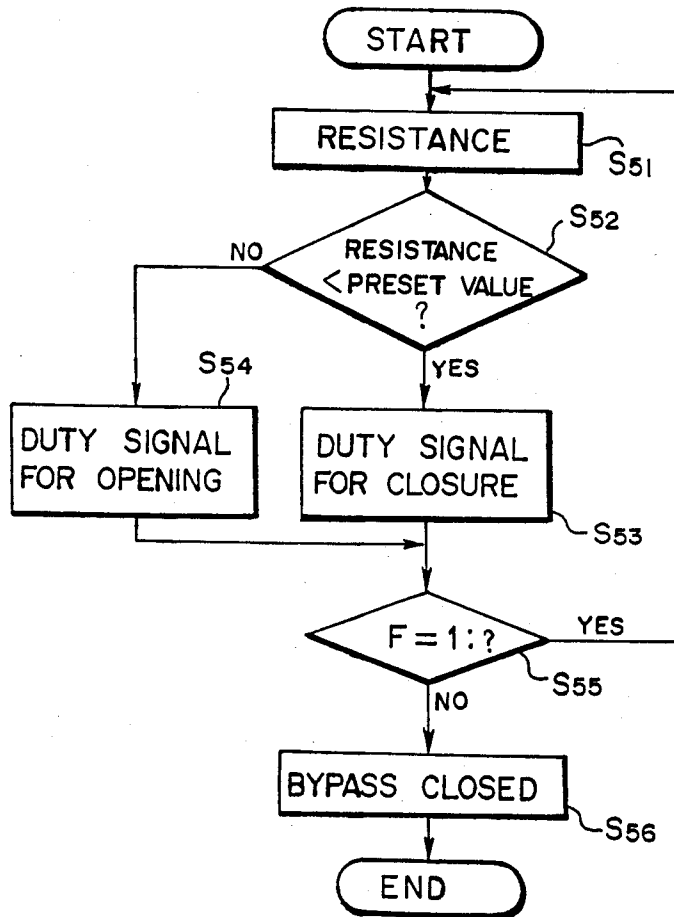 START
RESISTANCE
S51
S52
NO
RESISTANCE
< PRESET VALUE
?
YES
S54
DUTY SIGNAL
FOR OPENING
DUTY SIGNAL
FOR CLOSURE
S53
F = 1 : ?
YES
S55
NO
BYPASS CLOSED
S56
END